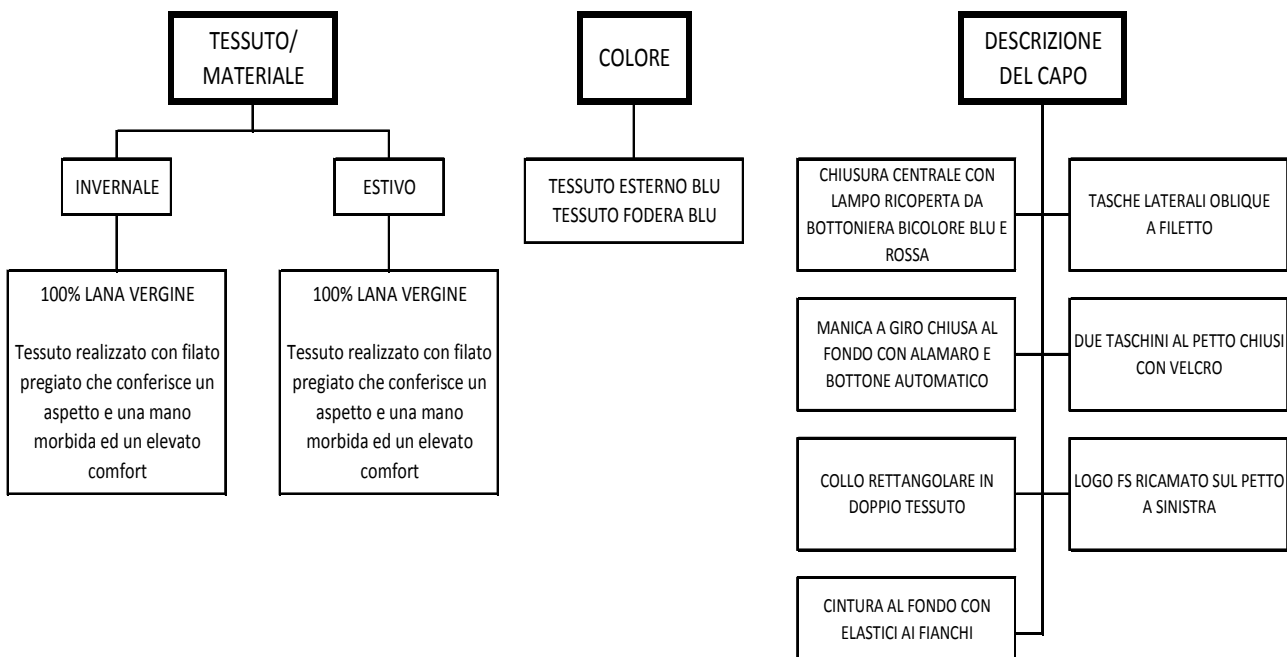 TESSUTO/
MATERIALE
INVERNALE
100% LANA VERGINE
Tessuto realizzato con filato
pregiato che conferisce un
aspetto e una mano
morbida ed un elevato
comfort
ESTIVO
100% LANA VERGINE
Tessuto realizzato con filato
pregiato che conferisce un
aspetto e una mano
morbida ed un elevato
comfort
COLORE
TESSUTO ESTERNO BLU
TESSUTO FODERA BLU
DESCRIZIONE
DEL CAPO
CHIUSURA CENTRALE CON
LAMPO RICOPERTA DA
BOTTONIERA BICOLORE BLU E
ROSSA
TASCHE LATERALI OBLIQUE
A FILETTO
MANICA A GIRO CHIUSA AL
FONDO CON ALAMARO E
BOTTONE AUTOMATICO
DUE TASCHINI AL PETTO CHIUSI
CON VELCRO
COLLO RETTANGOLARE IN
DOPPIO TESSUTO
LOGO FS RICAMATO SUL PETTO
A SINISTRA
CINTURA AL FONDO CON
ELASTICI AI FIANCHI